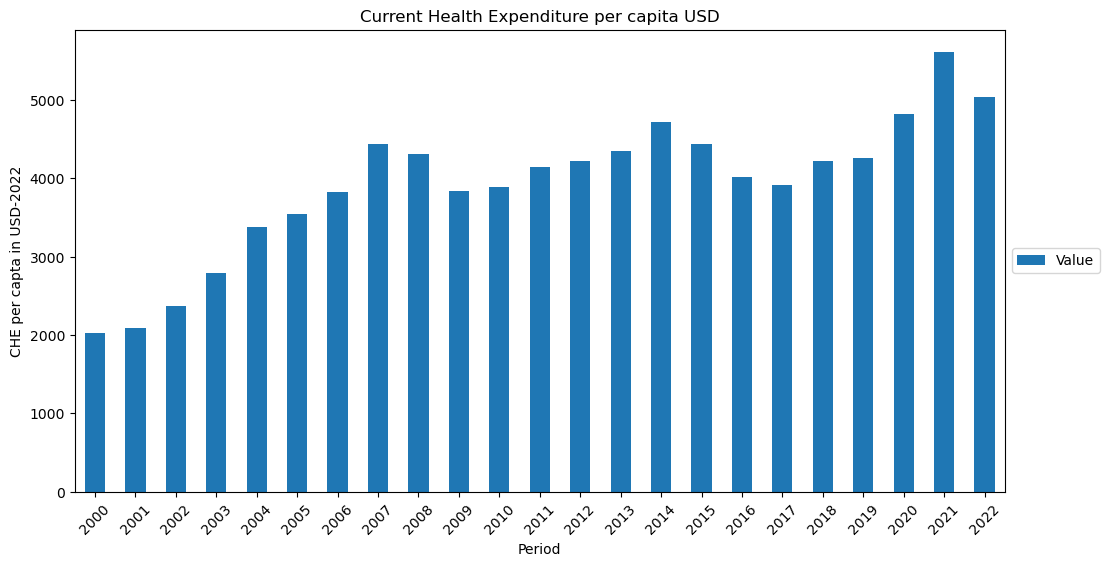 Current Health Expenditure per capita USD
CHE per capta in USD-2022
5000
4000
3000
2000
1000
0
2000 2001 2002 2003 2004 2005 2006 2007 2008 2009 2010 2011 2012 2013 2014 2015 2016 2017 2018 2019 2020 2021 2022
Period
Value